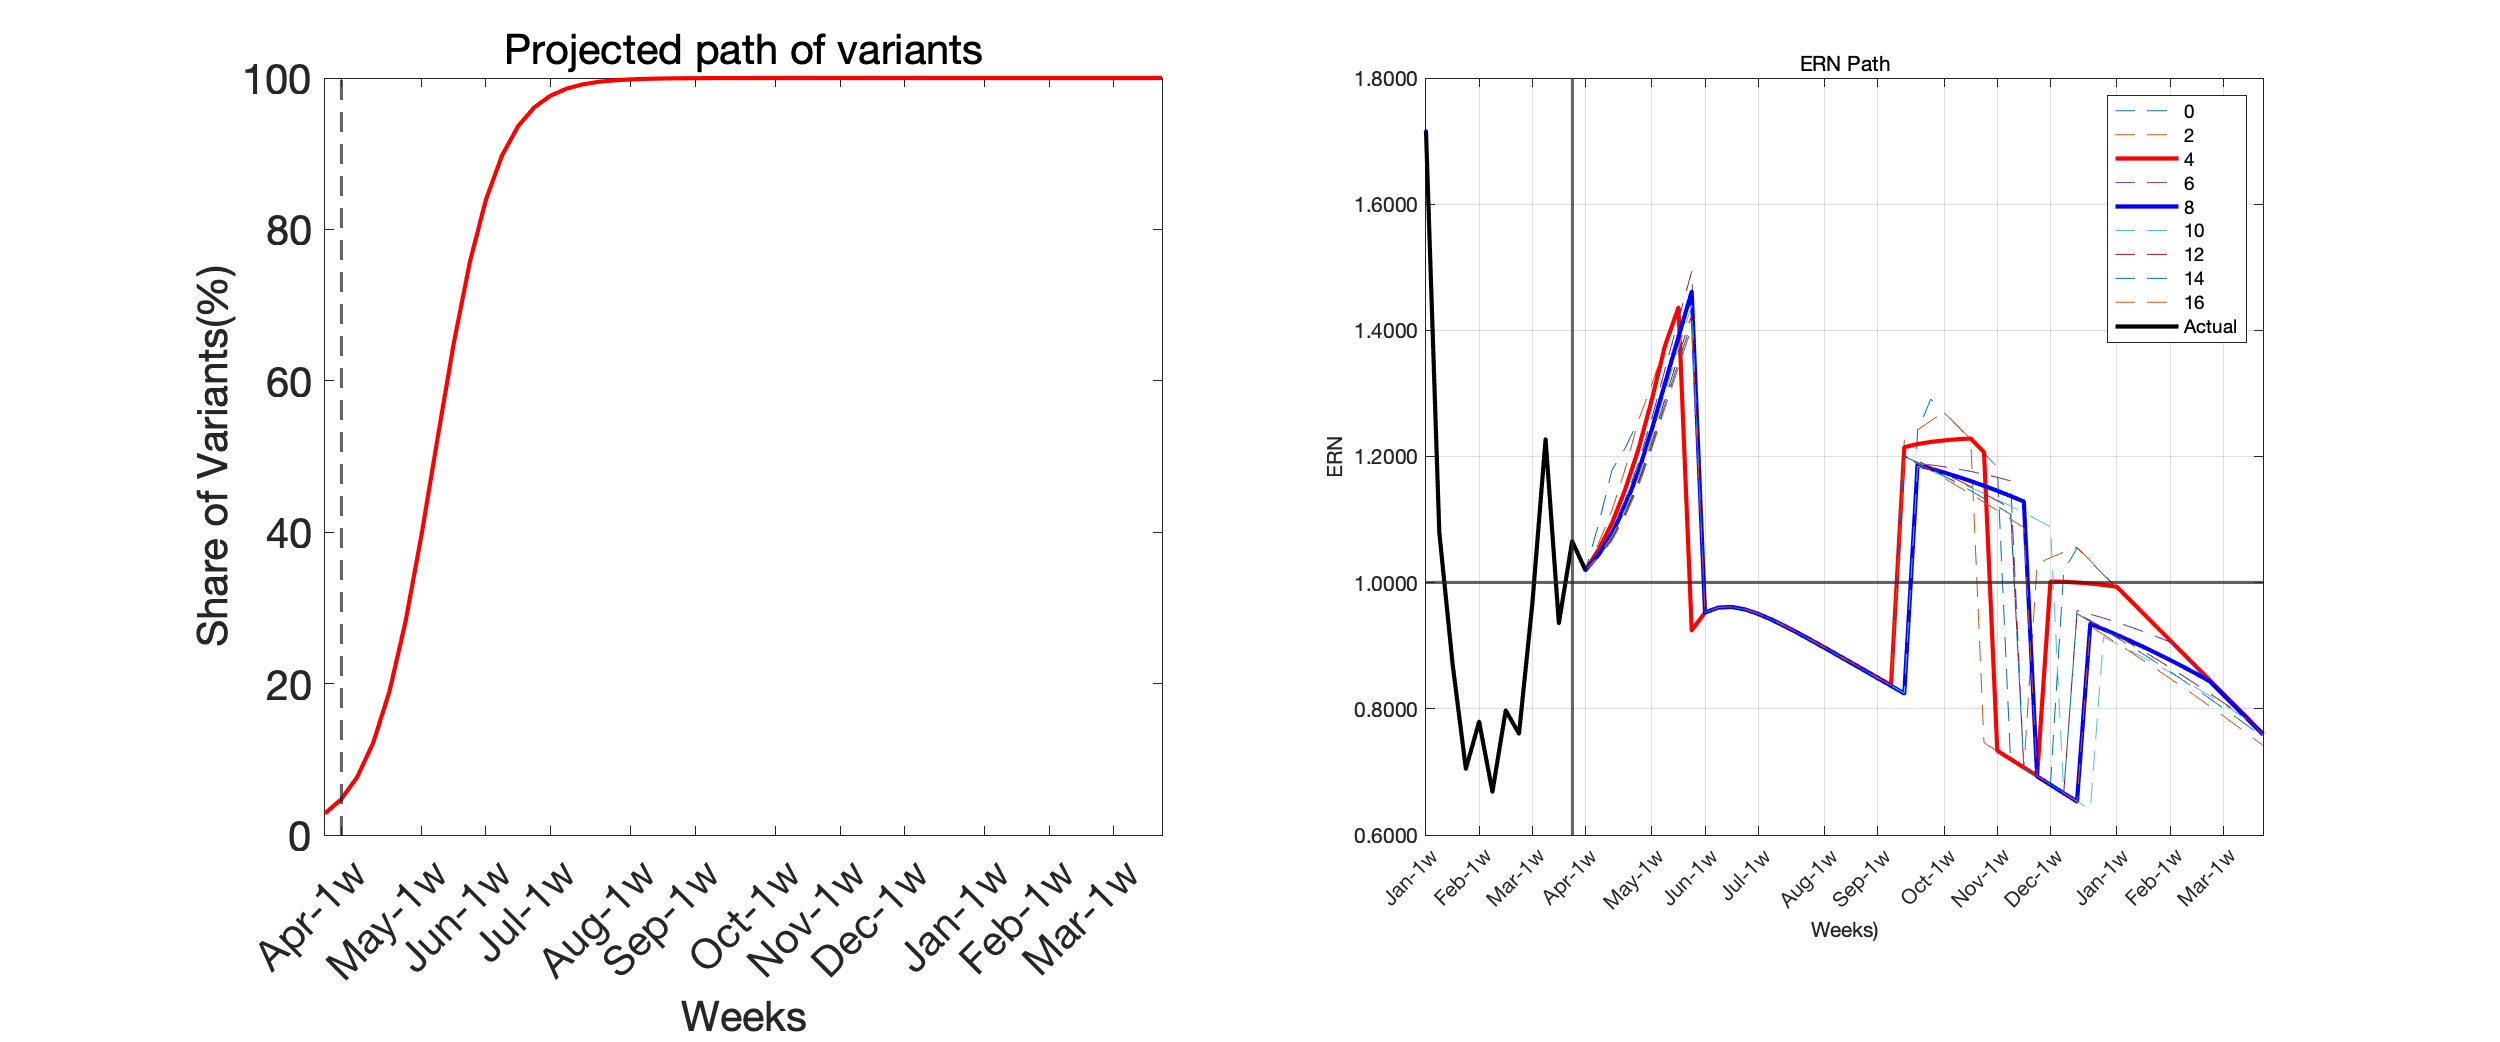 Projected path of variants
Share of Variants(%)
100
80
60
40
20
0
Apr-1w
May-1w
Jun-1w
Jul-1w
Aug-1w
Sep-1w
Oct-1w
Nov-1w
Dec-1w
Jan-1w
Feb-1w
Mar-1w
Weeks
ERN Path
ERN
1.8000
1.6000
1.4000
1.2000
1.0000
0.8000
0.6000
0
2
4
6
8
10
12
14
16
Actual
Jan-1w
Feb-1w
Mar-1w
Apr-1w
May-1w
Jun-1w
Jul-1w
Aug-1w
Sep-1w
Oct-1w
Nov-1w
Dec-1w
Jan-1w
Feb-1w
Mar-1w
Weeks)